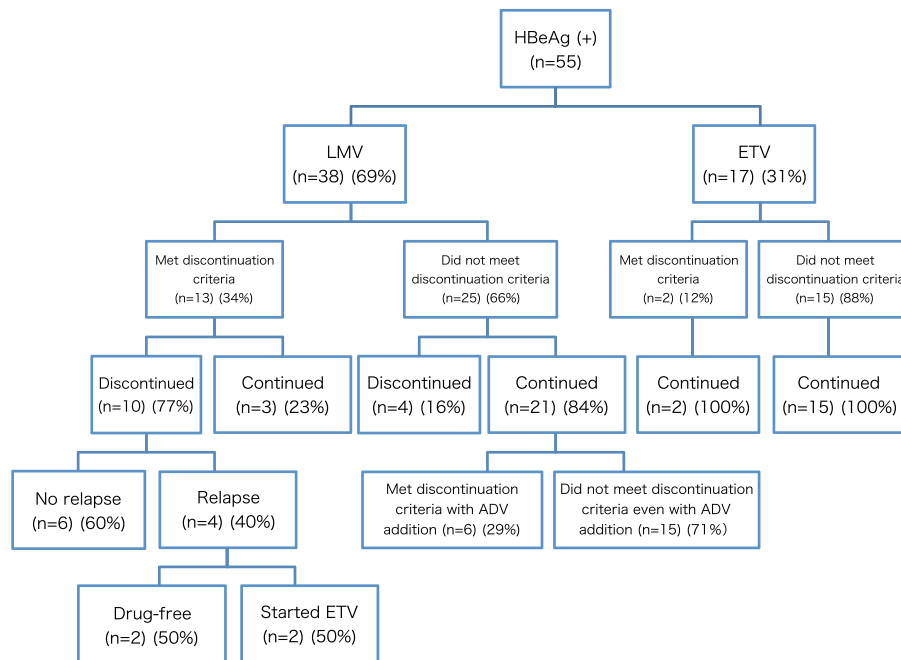 HBeAg (+)
(n=55)
LMV
(n=38) (69%)
ETV
(n=17) (31%)
Met discontinuation
criteria
(n=13) (34%)
Did not meet
discontinuation criteria
(n=25) (66%)
Met discontinuation
criteria
(n=2) (12%)
Did not meet
discontinuation criteria
(n=15) (88%)
Discontinued
(n=10) (77%)
Continued
(n=3) (23%)
Discontinued
(n=4) (16%)
Continued
(n=21) (84%)
Continued
(n=2) (100%)
Continued
(n=15) (100%)
No relapse
(n=6) (60%)
Relapse
(n=4) (40%)
Met discontinuation
criteria with ADV
addition (n=6) (29%)
Did not meet discontinuation
criteria even with ADV
addition (n=15) (71%)
Drug-free
(n=2) (50%)
Started ETV
(n=2) (50%)